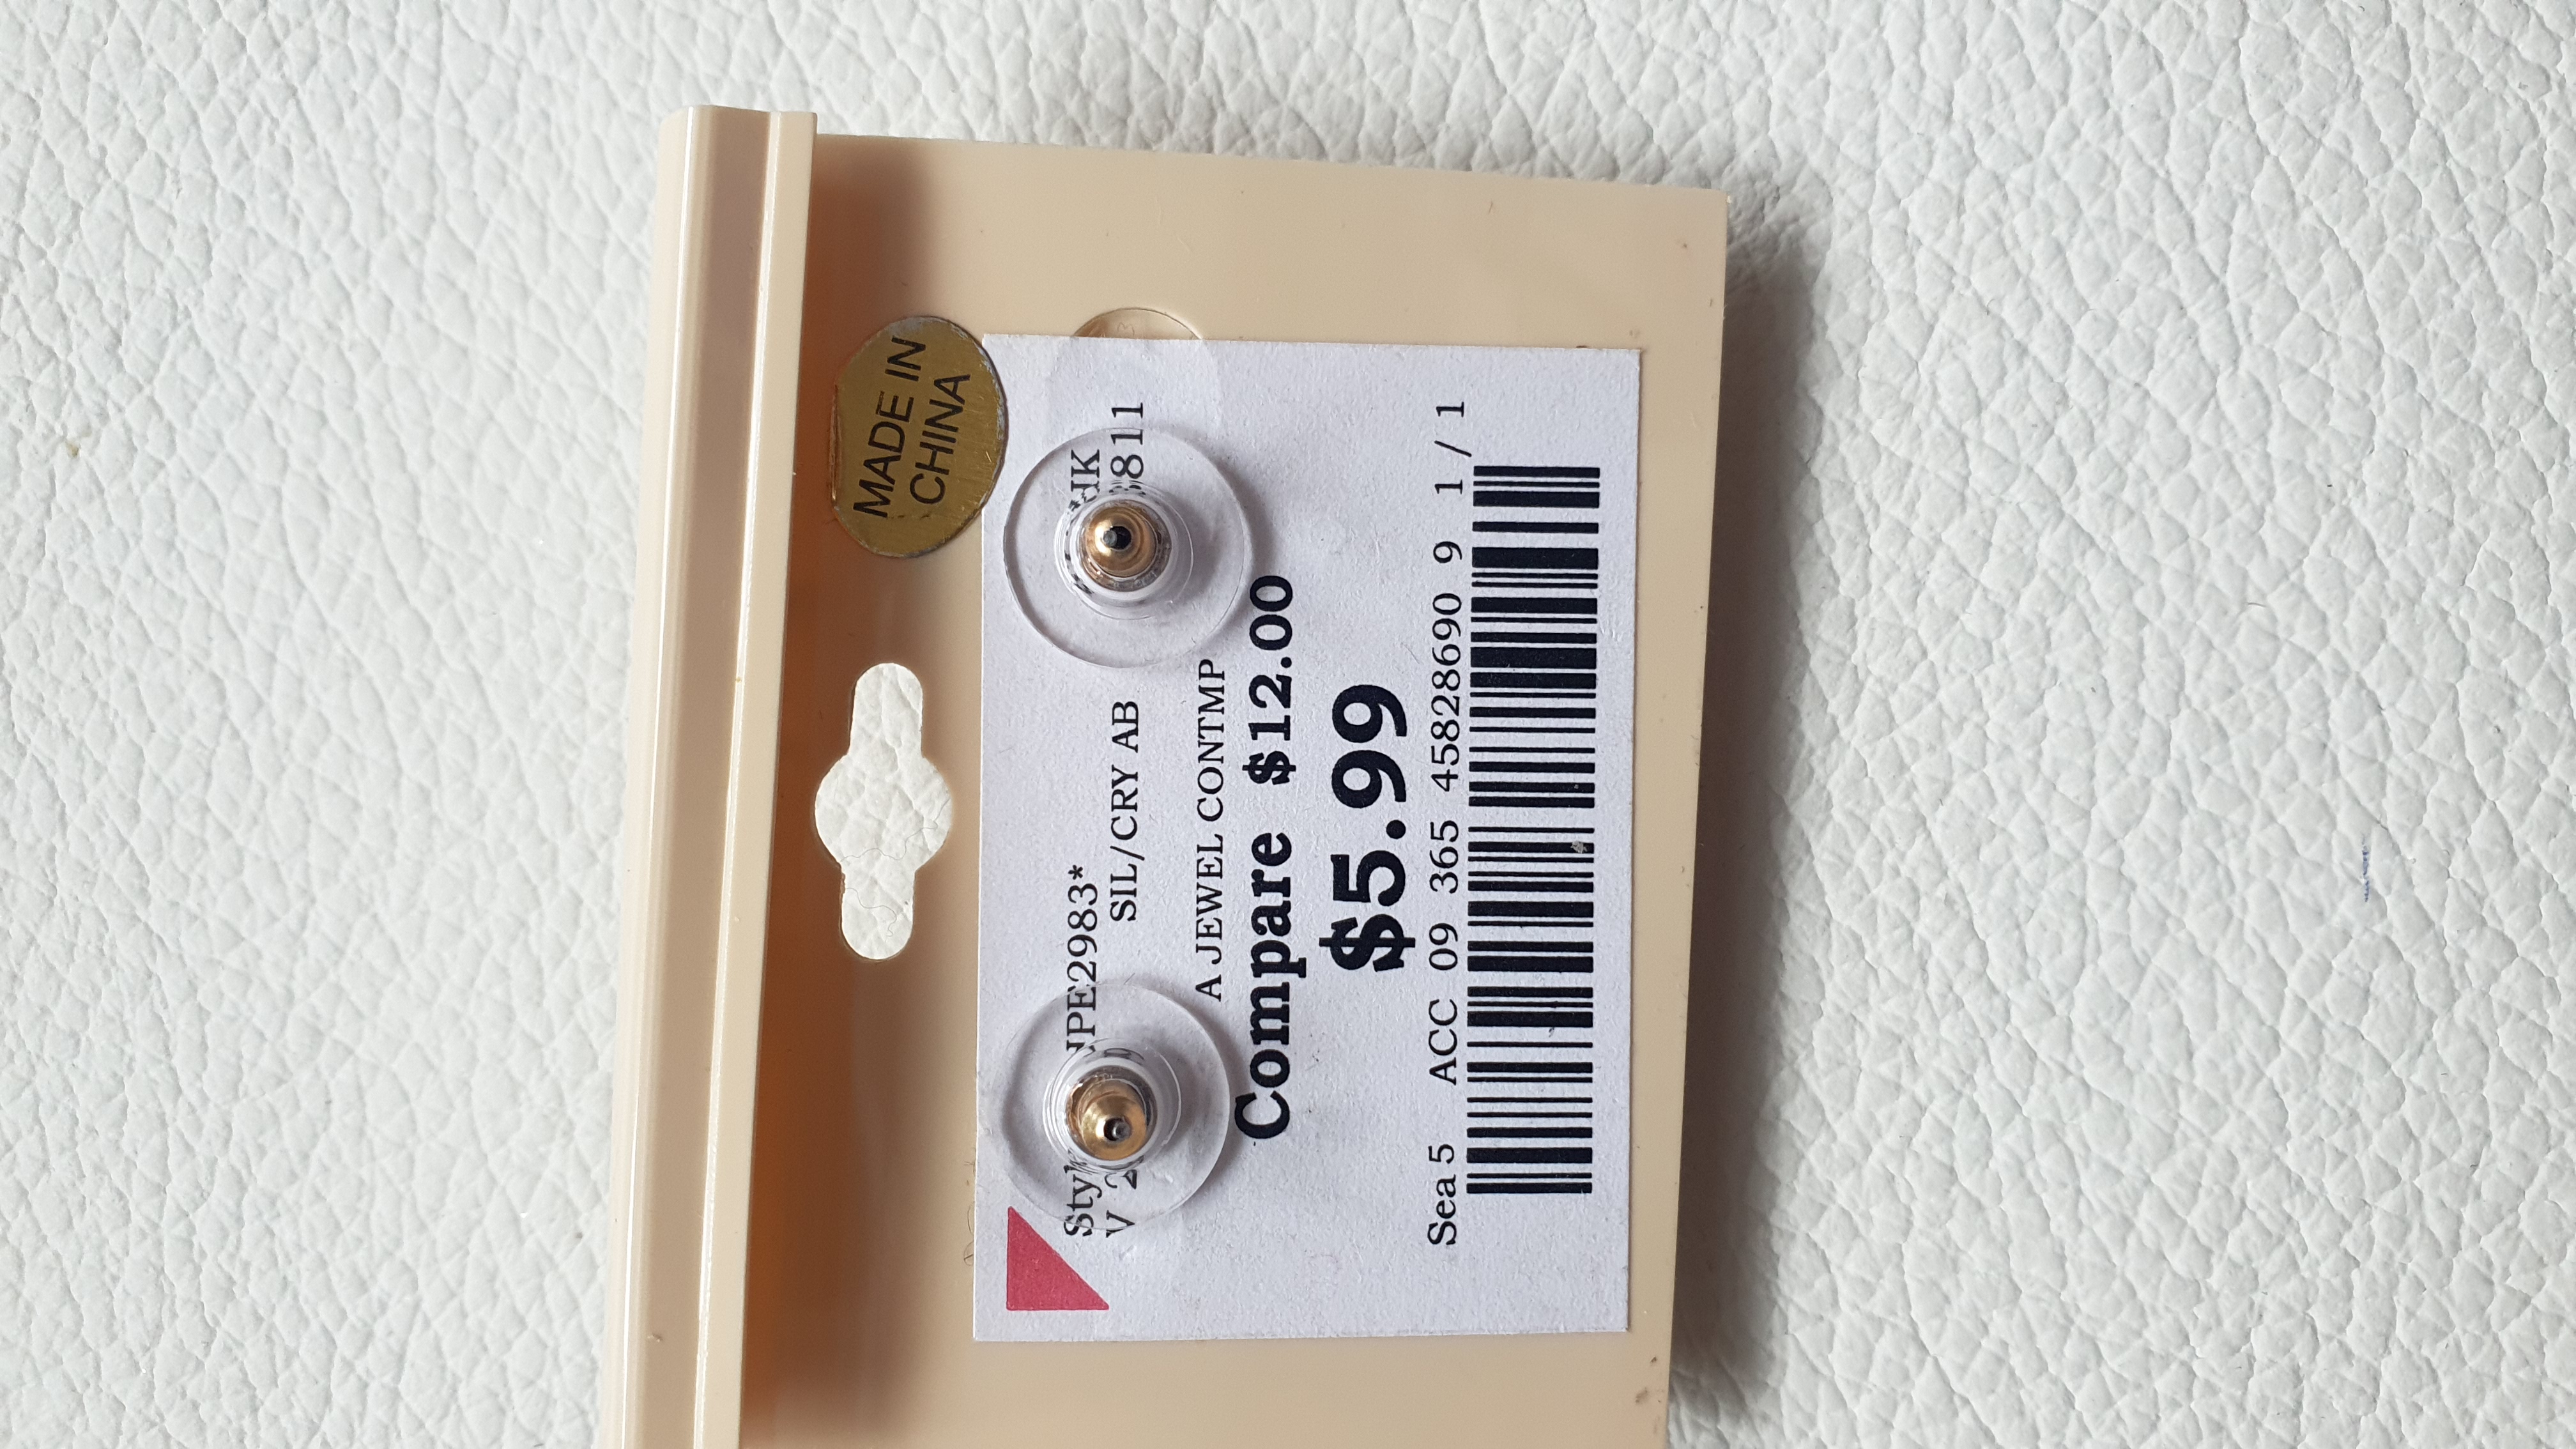 MADE IN
CHINA
JPE2983*
SIL/CRY AB
A JEWEL CONTMP
Compare $12.00
$5.99
Sea 5 ACC 09 365 45828690 9 1 / 1